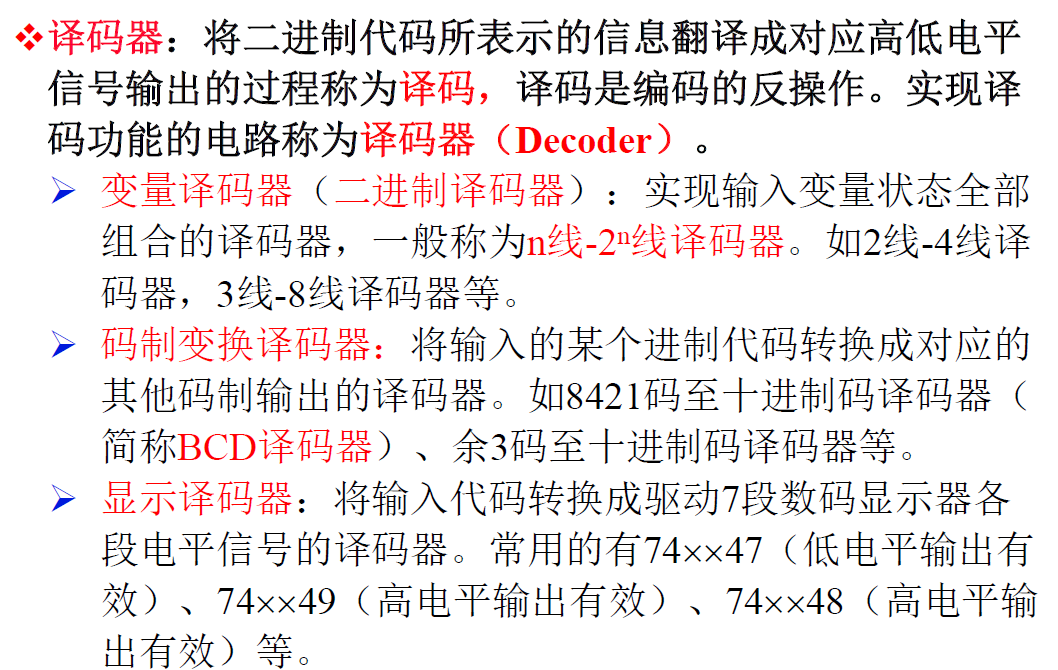 ❖译码器：将二进制代码所表示的信息翻译成对应高低电平
信号输出的过程称为译码，译码是编码的反操作。实现译
码功能的电路称为译码器（Decoder）。
➢ 变量译码器（二进制译码器）：实现输入变量状态全部
组合的译码器，一般称为n线-2ⁿ线译码器。如2线-4线译
码器，3线-8线译码器等。
➢ 码制变换译码器：将输入的某个进制代码转换成对应的
其他码制输出的译码器。如8421码至十进制码译码器（
简称BCD译码器）、余3码至十进制码译码器等。
➢ 显示译码器：将输入代码转换成驱动7段数码显示器各
段电平信号的译码器。常用的有74××47（低电平输出有
效）、74××49（高电平输出有效）、74××48（高电平输
出有效）等。